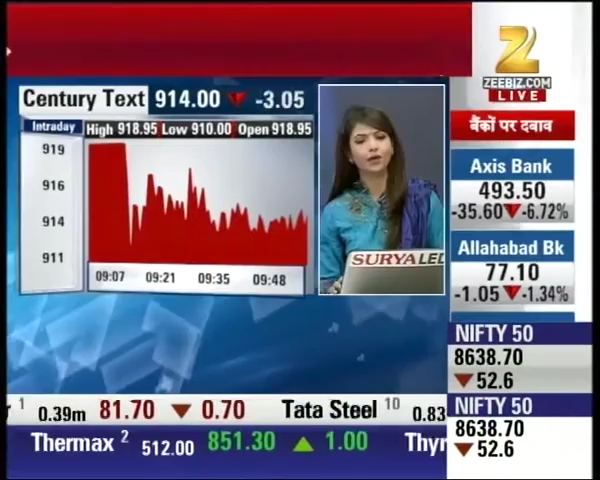 Z
ZEEBIZ.COM
LIVE
Century Text 914.00 -3.05
Intraday High 918.95 Low 910.00 Open 918.95
919
916
914
911
09:07 09:21 09:35 09:48
SURYALED
बैंकों पर दबाव
Axis Bank
493.50
-35.60 -6.72%
Allahabad Bk
77.10
-1.05 -1.34%
NIFTY 50
8638.70
52.6
NIFTY 50
8638.70
52.6
1 0.39m 81.70 0.70 Tata Steel 10 0.83
Thermax 2 512.00 851.30 1.00 Thyr